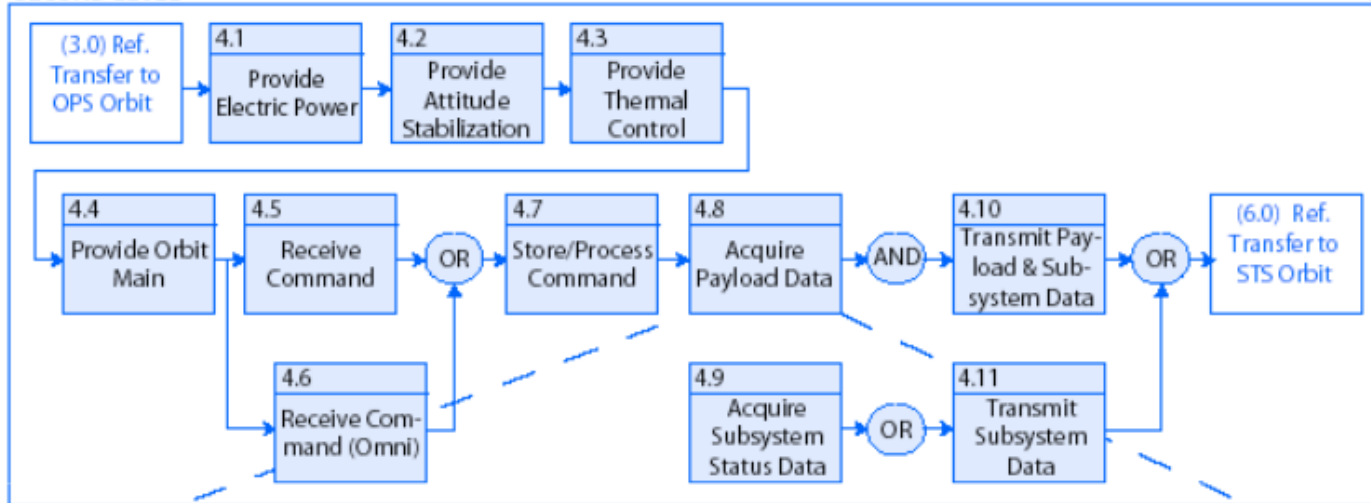 (3.0) Ref.
Transfer to
OPS Orbit
4.1
Provide
Electric Power
4.2
Provide
Attitude
Stabilization
4.3
Provide
Thermal
Control
4.4
Provide Orbit
Main
4.5
Receive
Command
OR
4.7
Store/Process
Command
4.8
Acquire
Payload Data
AND
4.10
Transmit Pay-
load & Sub-
system Data
OR
(6.0) Ref.
Transfer to
STS Orbit
4.6
Receive Com-
mand (Omni)
4.9
Acquire
Subsystem
Status Data
OR
4.11
Transmit
Subsystem
Data